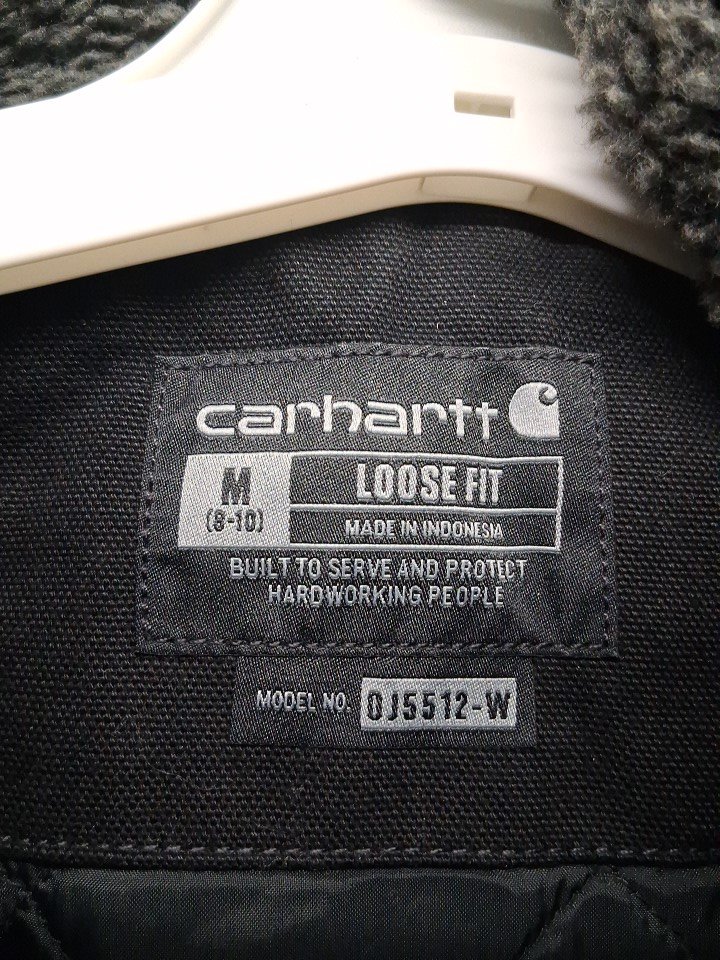 carhartt
M
(8-10)
LOOSE FIT
MADE IN INDONESIA
BUILT TO SERVE AND PROTECT
HARDWORKING PEOPLE
MODEL NO. OJ5512-W